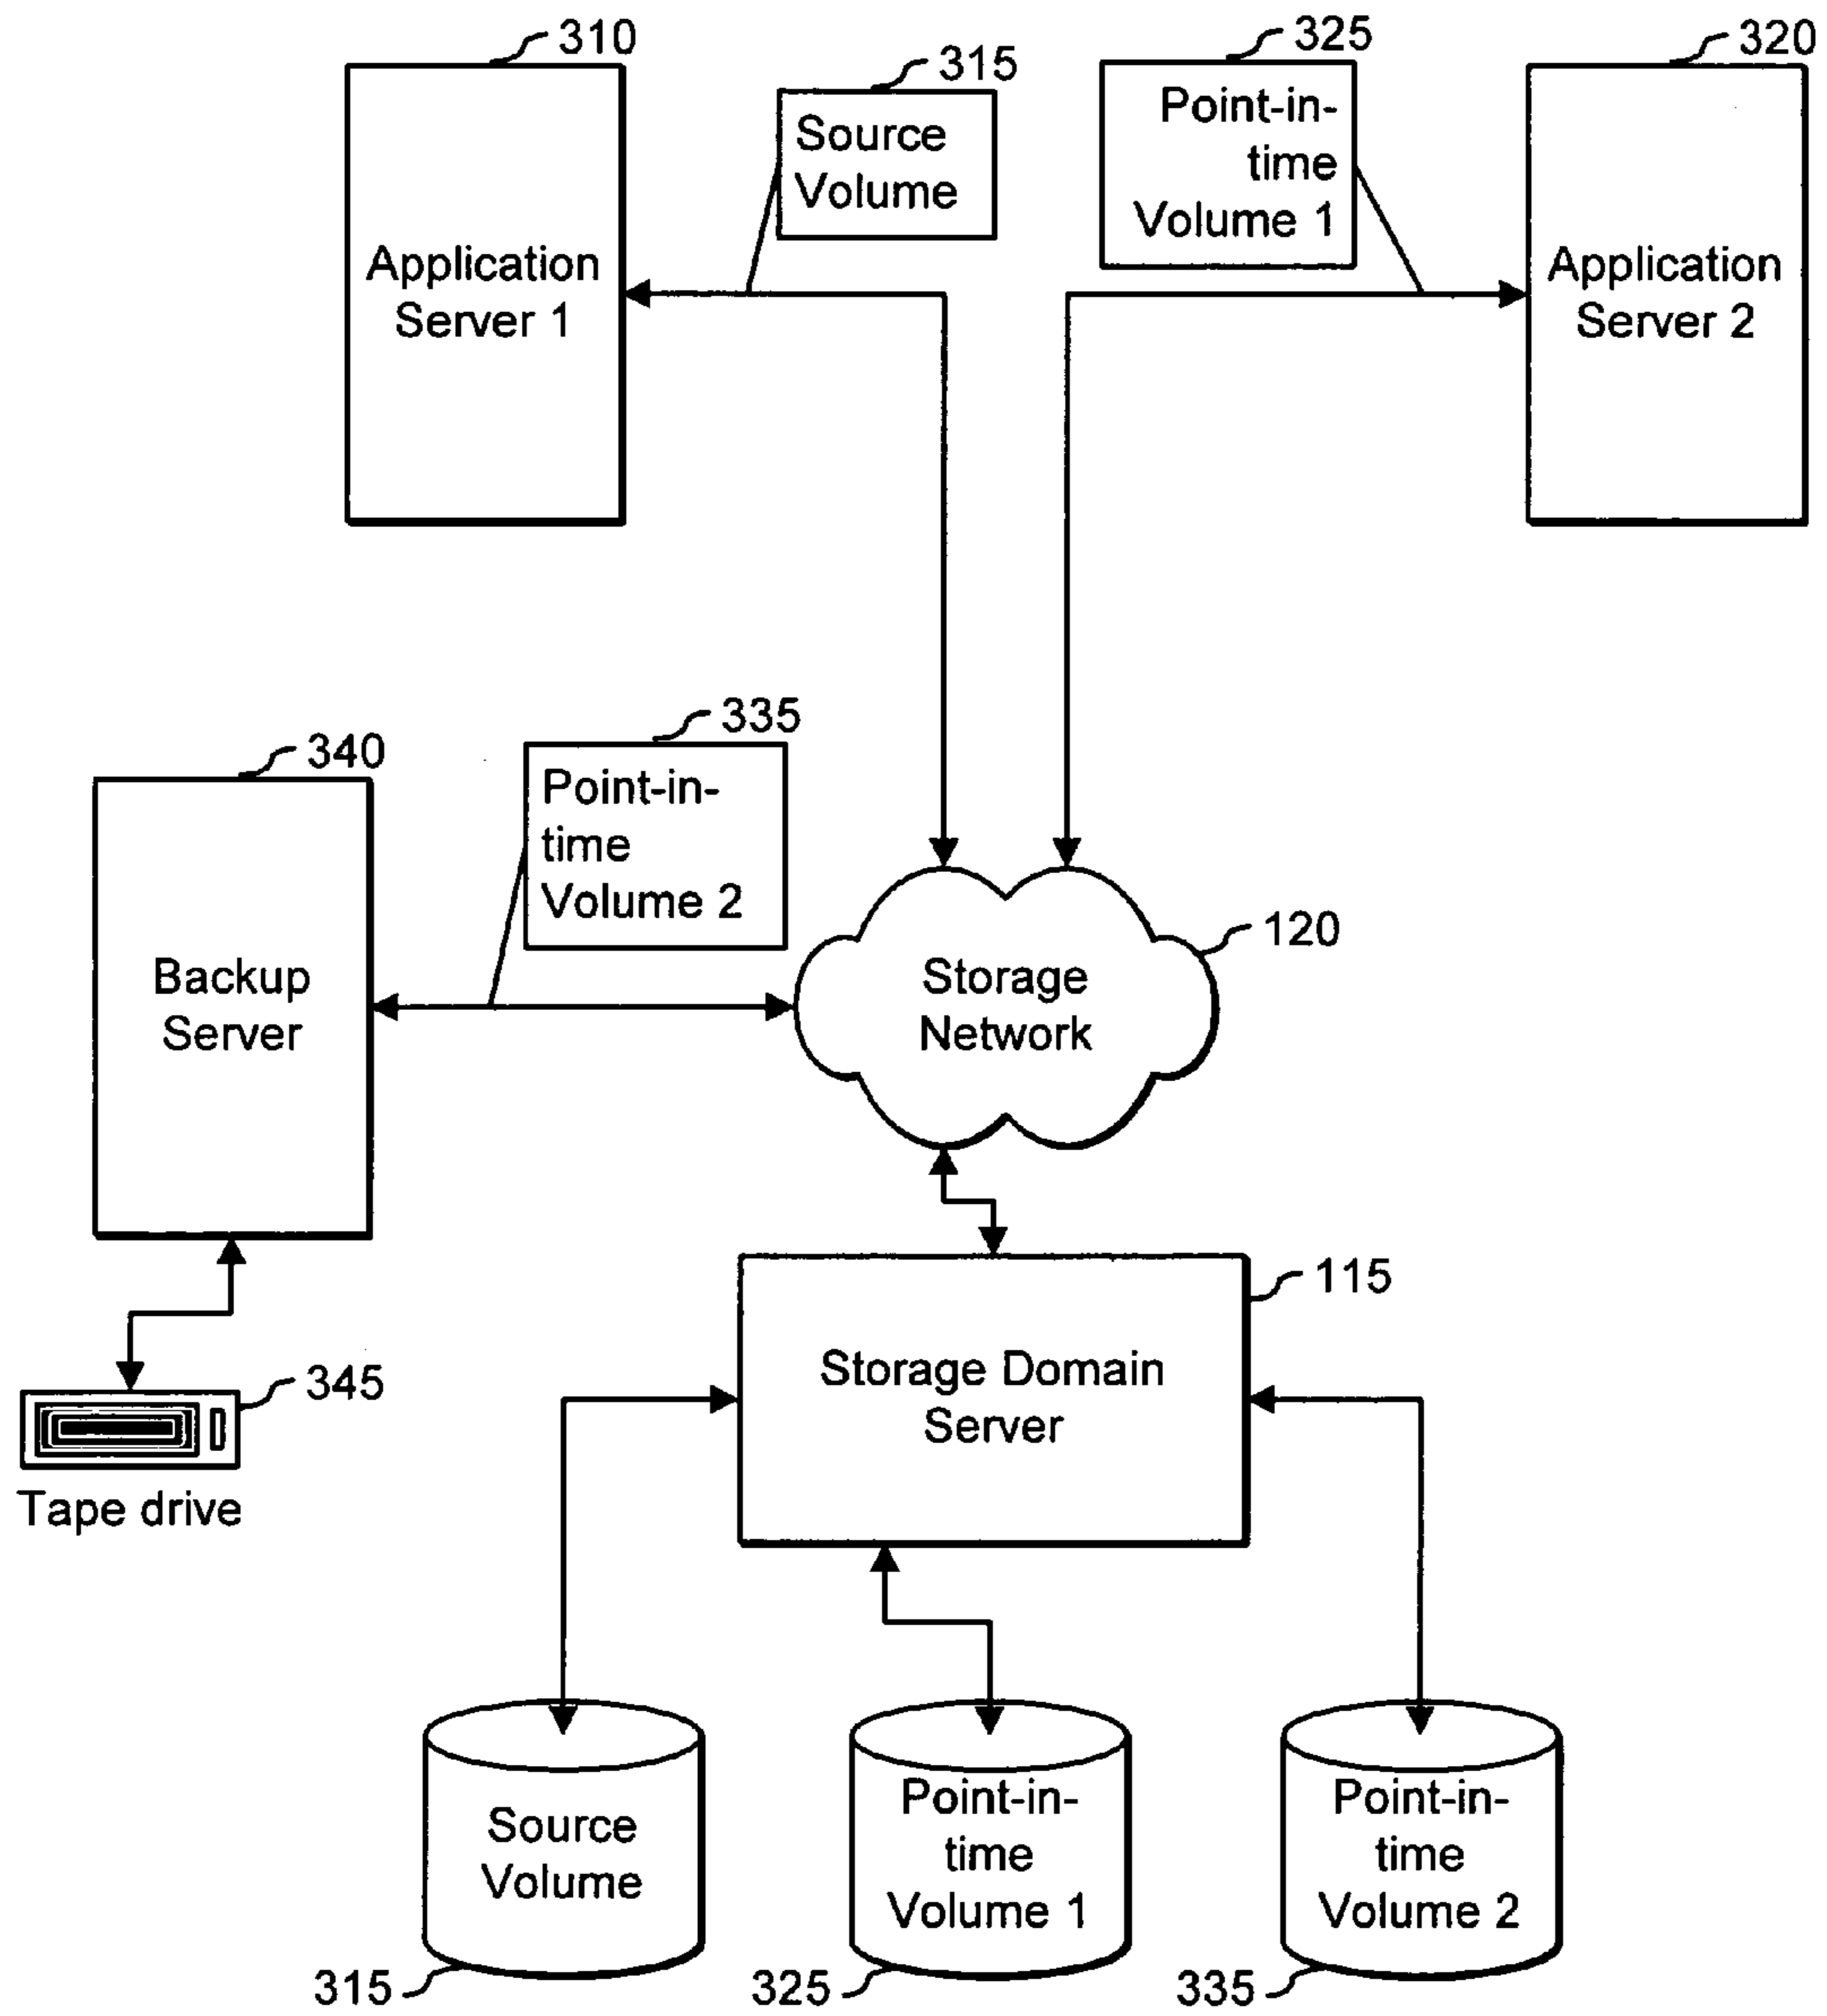 310
315
325
320
Source
Volume
Point-in-
time
Volume 1
Application
Server 1
Application
Server 2
335
340
Point-in-
time
Volume 2
120
Backup
Server
Storage
Network
115
345
Storage Domain
Server
Tape drive
Source
Volume
Point-in-
time
Volume 1
Point-in-
time
Volume 2
315
325
335